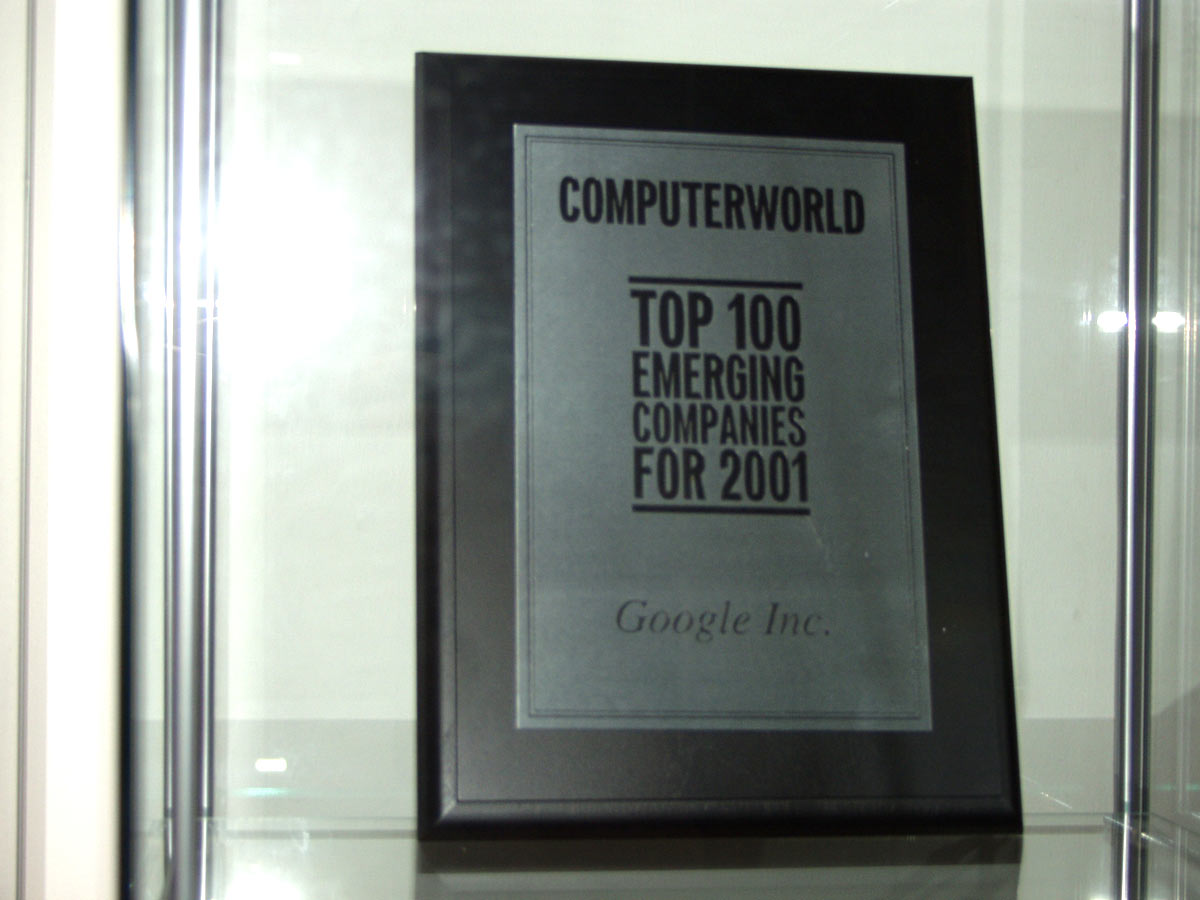 COMPUTERWORLD
TOP 100
EMERGING
COMPANIES
FOR 2001
Google Inc.